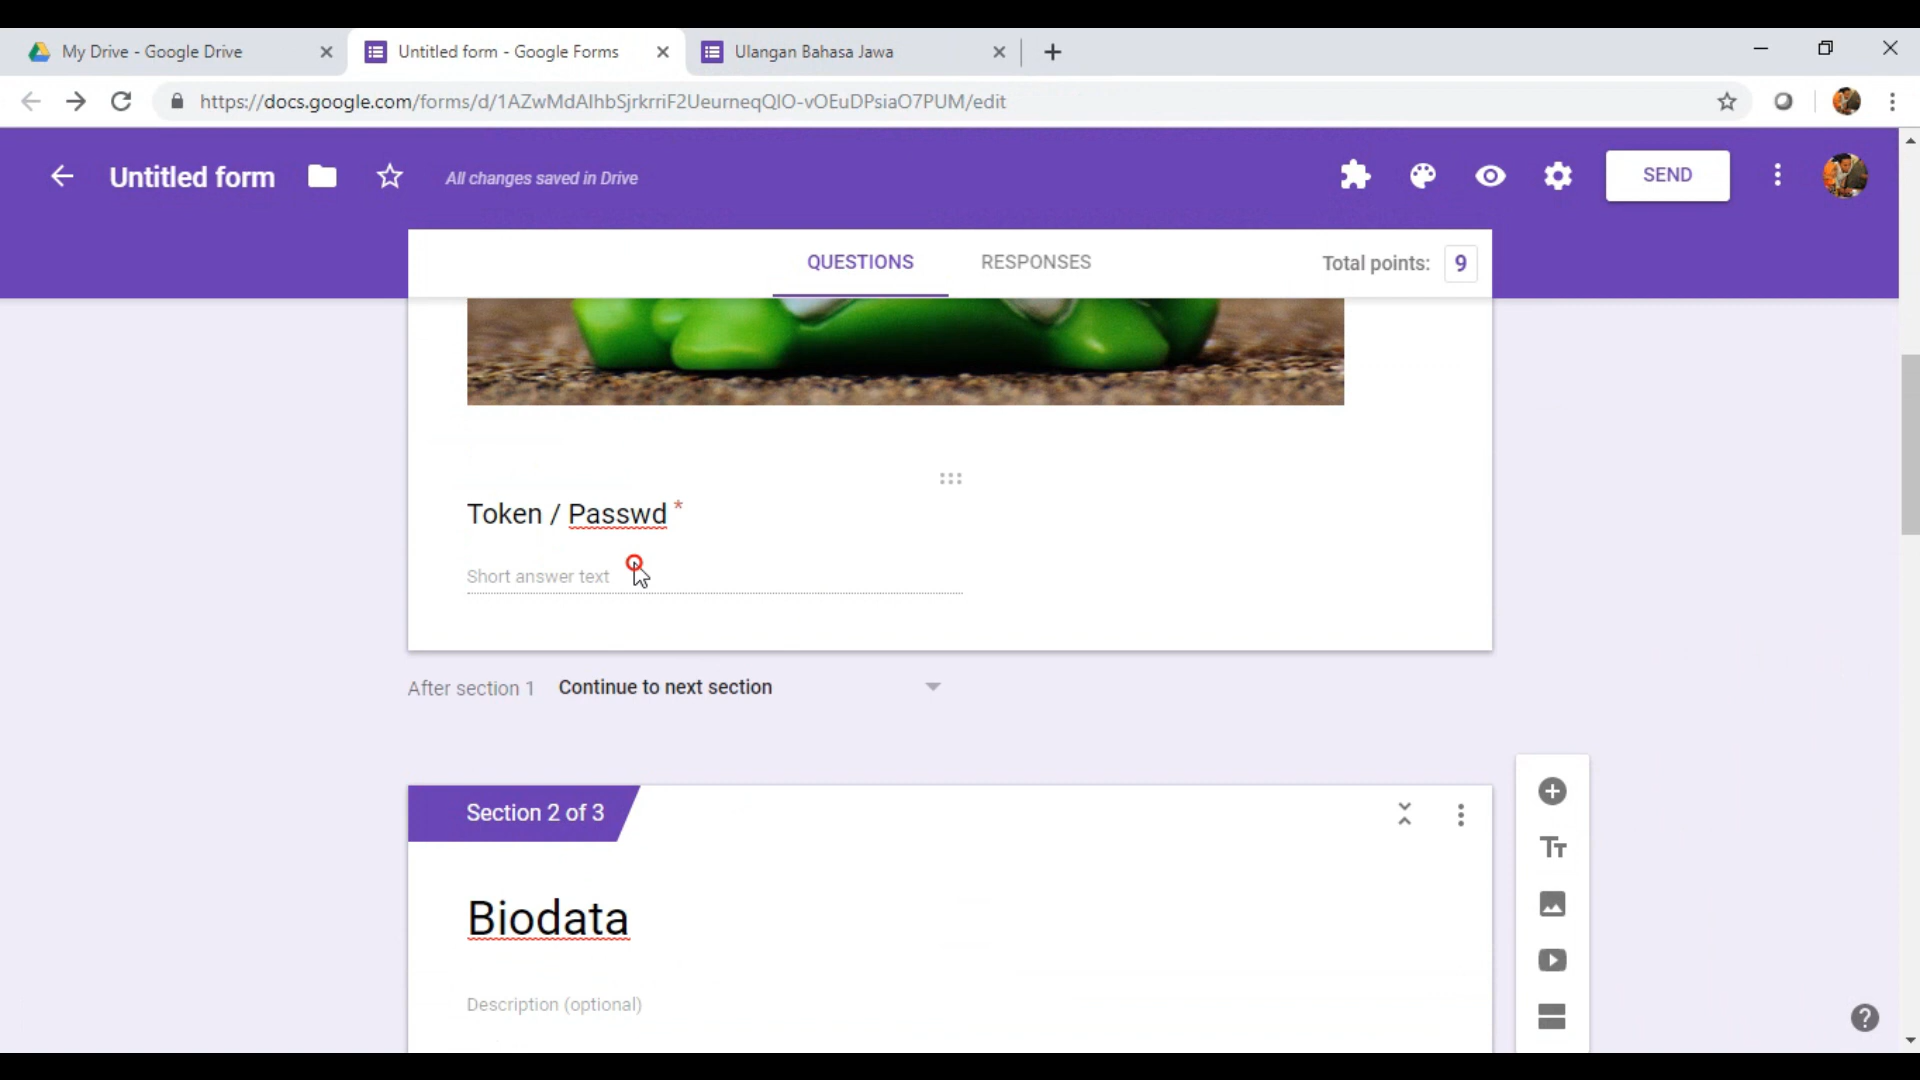 My Drive - Google Drive
Untitled form - Google Forms
Ulangan Bahasa Jawa
https://docs.google.com/forms/d/1AZwMdAIhbSjrkrriF2UeurneqQIO-vOEuDPsiaO7PUM/edit
Untitled form
All changes saved in Drive
SEND
QUESTIONS
RESPONSES
Total points: 9
Token / Passwd *
Short answer text
After section 1 Continue to next section
Section 2 of 3
Biodata
Description (optional)